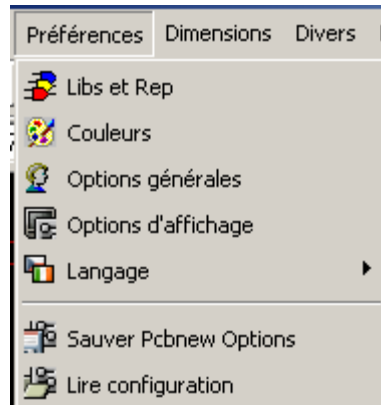 Préférences Dimensions Divers
Libs et Rep
Couleurs
Options générales
Options d'affichage
Langage
Sauver Pcbnew Options
Lire configuration